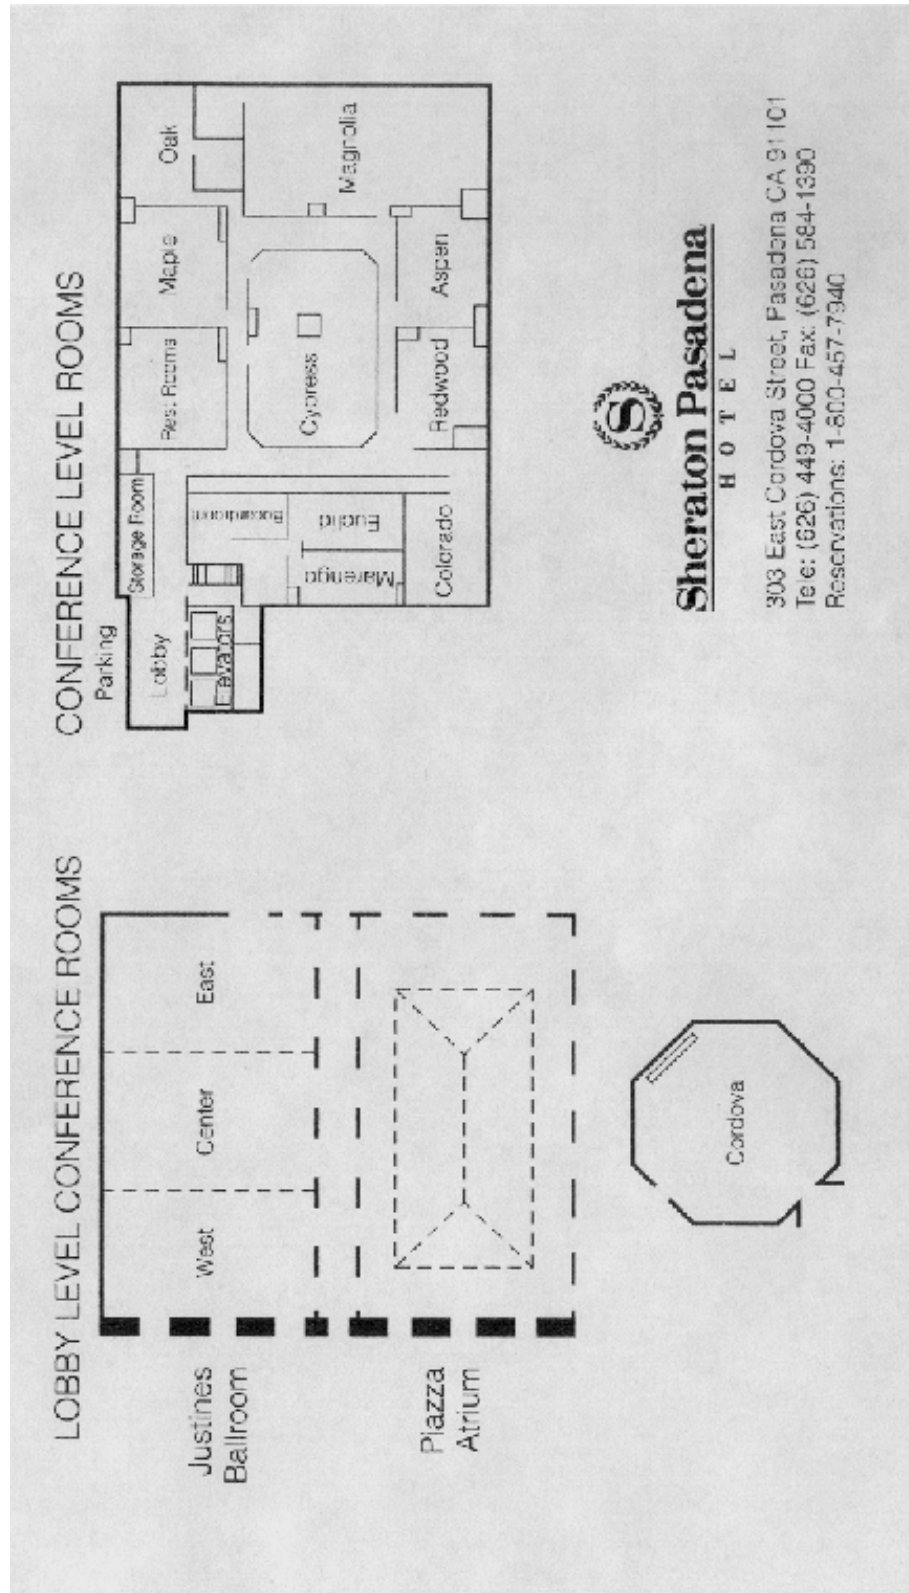 LOBBY LEVEL CONFERENCE ROOMS
Justines
Ballroom
West
Center
East
Plazza
Atrium
Cordova
CONFERENCE LEVEL ROOMS
Parking
Lobby
Elevators
Storage Room
Res. Rooms
Maple
Oak
Boardroom
Marengo
Euclid
Colorado
Cypress
Redwood
Aspen
Magnolia
S
Sheraton Pasadena
HOTEL
303 East Cordova Street, Pasadena CA 91101
Tele: (626) 449-4000 Fax: (626) 584-1390
Reservations: 1-800-457-7940